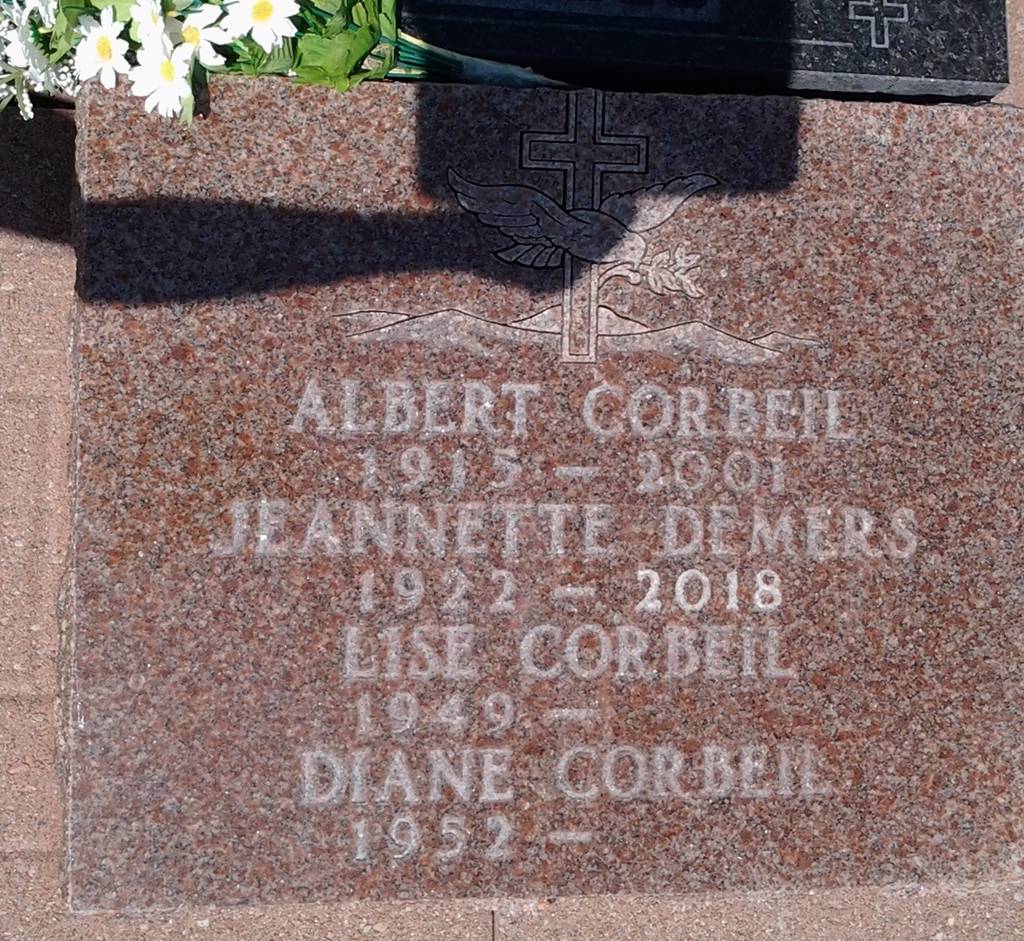 ALBERT CORBEIL
1915 – 2001
JEANNETTE DEMERS
1922 – 2018
LISE CORBEIL
1949 –
DIANE CORBEIL
1952 –